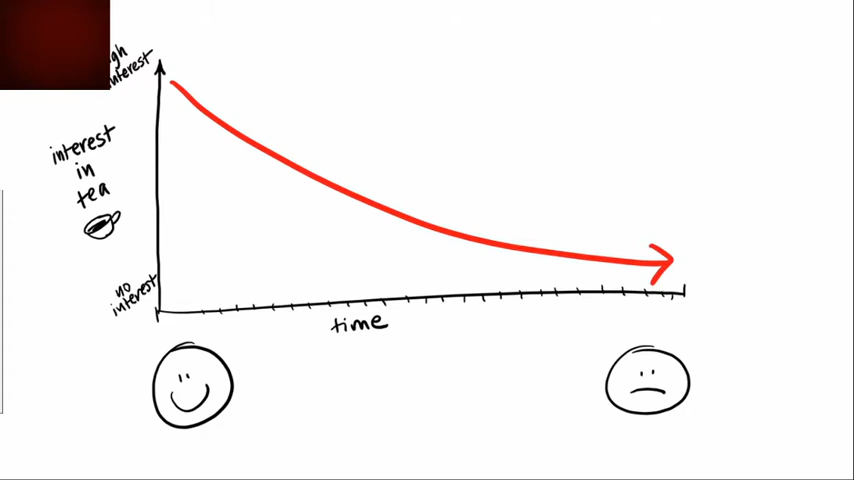 interest
interest
in
tea
no
interest
time